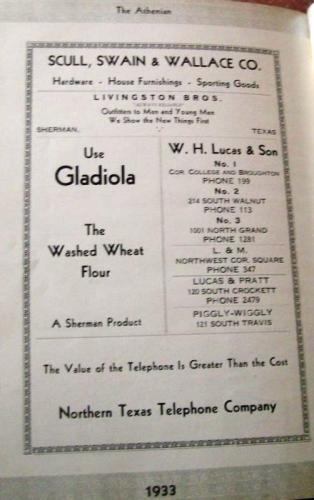 The Athenian
SCULL, SWAIN & WALLACE CO.
Hardware - House Furnishings - Sporting Goods
LIVINGSTON BROS.
"ALWAYS RELIABLE"
Outfitters to Men and Young Men
We Show the New Things First
SHERMAN, TEXAS
Use
Gladiola
The
Washed Wheat
Flour
A Sherman Product
W. H. Lucas & Son
No. 1
COR. COLLEGE AND BROUGHTON
PHONE 199
No. 2
214 SOUTH WALNUT
PHONE 113
No. 3
1001 NORTH GRAND
PHONE 1281
L. & M.
NORTHWEST COR. SQUARE
PHONE 347
LUCAS & PRATT
120 SOUTH CROCKETT
PHONE 2479
PIGGLY-WIGGLY
121 SOUTH TRAVIS
The Value of the Telephone Is Greater Than the Cost
Northern Texas Telephone Company
1933